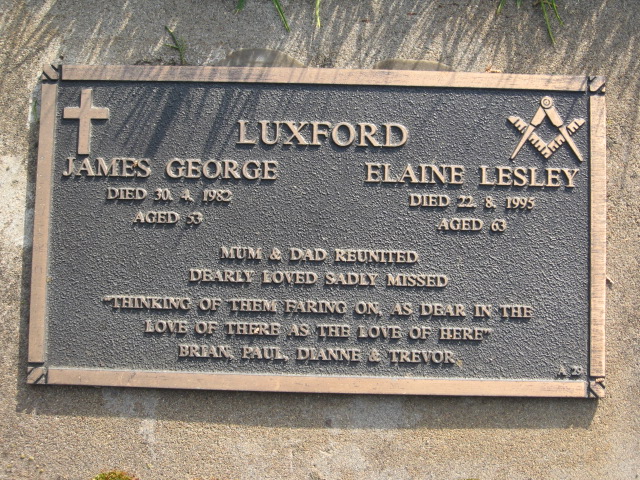 LUXFORD
JAMES GEORGE
DIED 30. 4. 1982
AGED 53
ELAINE LESLEY
DIED 22. 8. 1995
AGED 63
MUM & DAD REUNITED
DEARLY LOVED SADLY MISSED
"THINKING OF THEM FARING ON, AS DEAR IN THE
LOVE OF THERE AS THE LOVE OF HERE"
BRIAN, PAUL, DIANNE & TREVOR.